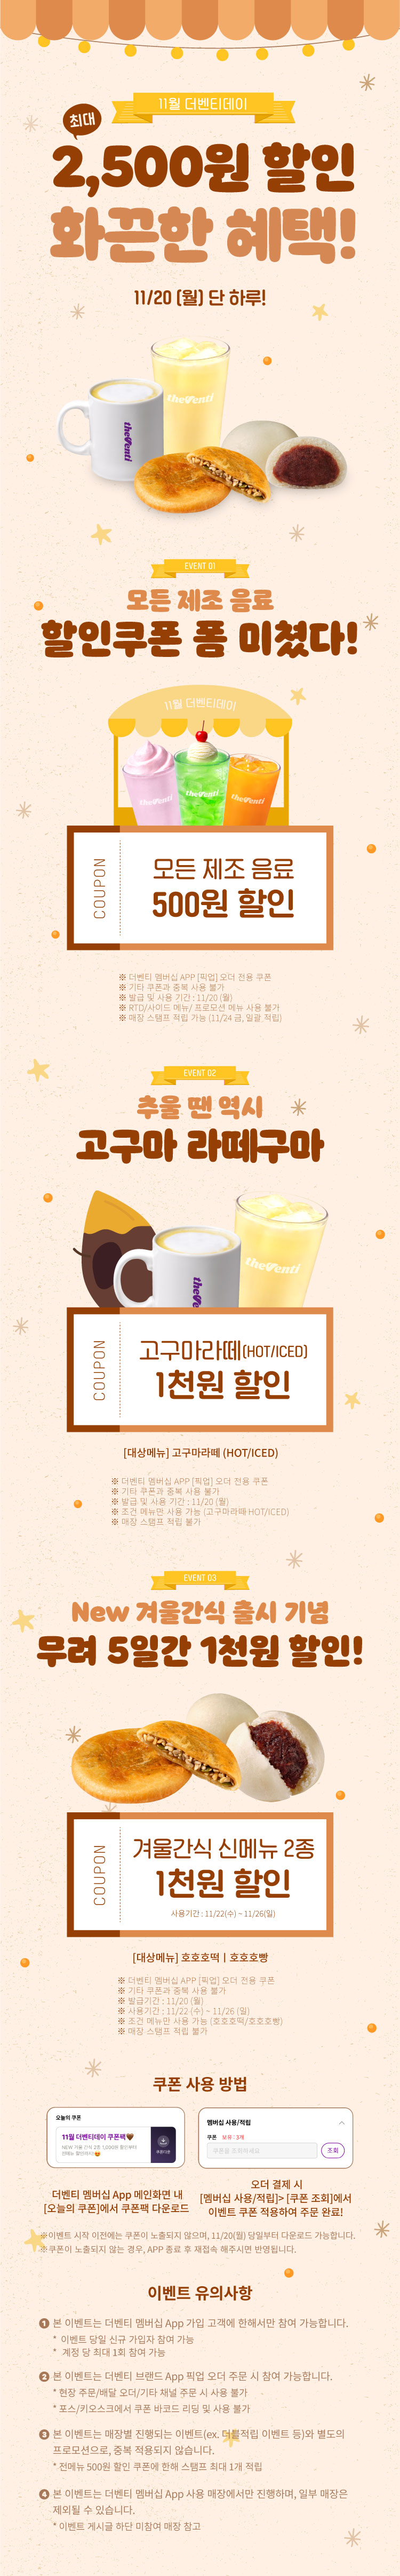 11월 더벤티데이
최대
2,500원 할인
화끈한 혜택!
11/20 (월) 단 하루!
theVenti
theVenti
EVENT 01
모든 제조 음료
할인쿠폰 폼 미쳤다!
11월 더벤티데이
theVenti
theVenti
theVenti
COUPON
모든 제조 음료
500원 할인
※ 더벤티 멤버십 APP [픽업] 오더 전용 쿠폰
※ 기타 쿠폰과 중복 사용 불가
※ 발급 및 사용 기간 : 11/20 (월)
※ RTD/사이드 메뉴/ 프로모션 메뉴 사용 불가
※ 매장 스탬프 적립 가능 (11/24 금, 일괄 적립)
EVENT 02
추울 땐 역시
고구마 라떼구마
theVenti
theVenti
COUPON
고구마라떼(HOT/ICED)
1천원 할인
[대상메뉴] 고구마라떼 (HOT/ICED)
※ 더벤티 멤버십 APP [픽업] 오더 전용 쿠폰
※ 기타 쿠폰과 중복 사용 불가
※ 발급 및 사용 기간 : 11/20 (월)
※ 조건 메뉴만 사용 가능 (고구마라떼-HOT/ICED)
※ 매장 스탬프 적립 불가
EVENT 03
New 겨울간식 출시 기념
무려 5일간 1천원 할인!
COUPON
겨울간식 신메뉴 2종
1천원 할인
사용기간 : 11/22(수) ~ 11/26(일)
[대상메뉴] 호호호떡 | 호호호빵
※ 더벤티 멤버십 APP [픽업] 오더 전용 쿠폰
※ 기타 쿠폰과 중복 사용 불가
※ 발급기간 : 11/20 (월)
※ 사용기간 : 11/22 (수) ~ 11/26 (일)
※ 조건 메뉴만 사용 가능 (호호호떡/호호호빵)
※ 매장 스탬프 적립 불가
쿠폰 사용 방법
오늘의 쿠폰
11월 더벤티데이 쿠폰팩
NEW 겨울 간식 2종 1,000원 할인부터
쿠폰다운
멤버십 사용/적립
쿠폰 보유 : 3개
쿠폰을 조회하세요
조회
더벤티 멤버십 App 메인화면 내
[오늘의 쿠폰]에서 쿠폰팩 다운로드
오더 결제 시
[멤버십 사용/적립]> [쿠폰 조회]에서
이벤트 쿠폰 적용하여 주문 완료!
※이벤트 시작 이전에는 쿠폰이 노출되지 않으며, 11/20(월) 당일부터 다운로드 가능합니다.
※쿠폰이 노출되지 않는 경우, APP 종료 후 재접속 해주시면 반영됩니다.
이벤트 유의사항
1 본 이벤트는 더벤티 멤버십 App 가입 고객에 한해서만 참여 가능합니다.
* 이벤트 당일 신규 가입자 참여 가능
* 계정 당 최대 1회 참여 가능
2 본 이벤트는 더벤티 브랜드 App 픽업 오더 주문 시 참여 가능합니다.
* 현장 주문/배달 오더/기타 채널 주문 시 사용 불가
* 포스/키오스크에서 쿠폰 바코드 리딩 및 사용 불가
3 본 이벤트는 매장별 진행되는 이벤트(ex. 더블적립 이벤트 등)와 별도의
프로모션으로, 중복 적용되지 않습니다.
* 전메뉴 500원 할인 쿠폰에 한해 스탬프 최대 1개 적립
4 본 이벤트는 더벤티 멤버십 App 사용 매장에서만 진행하며, 일부 매장은
제외될 수 있습니다.
* 이벤트 게시글 하단 미참여 매장 참고